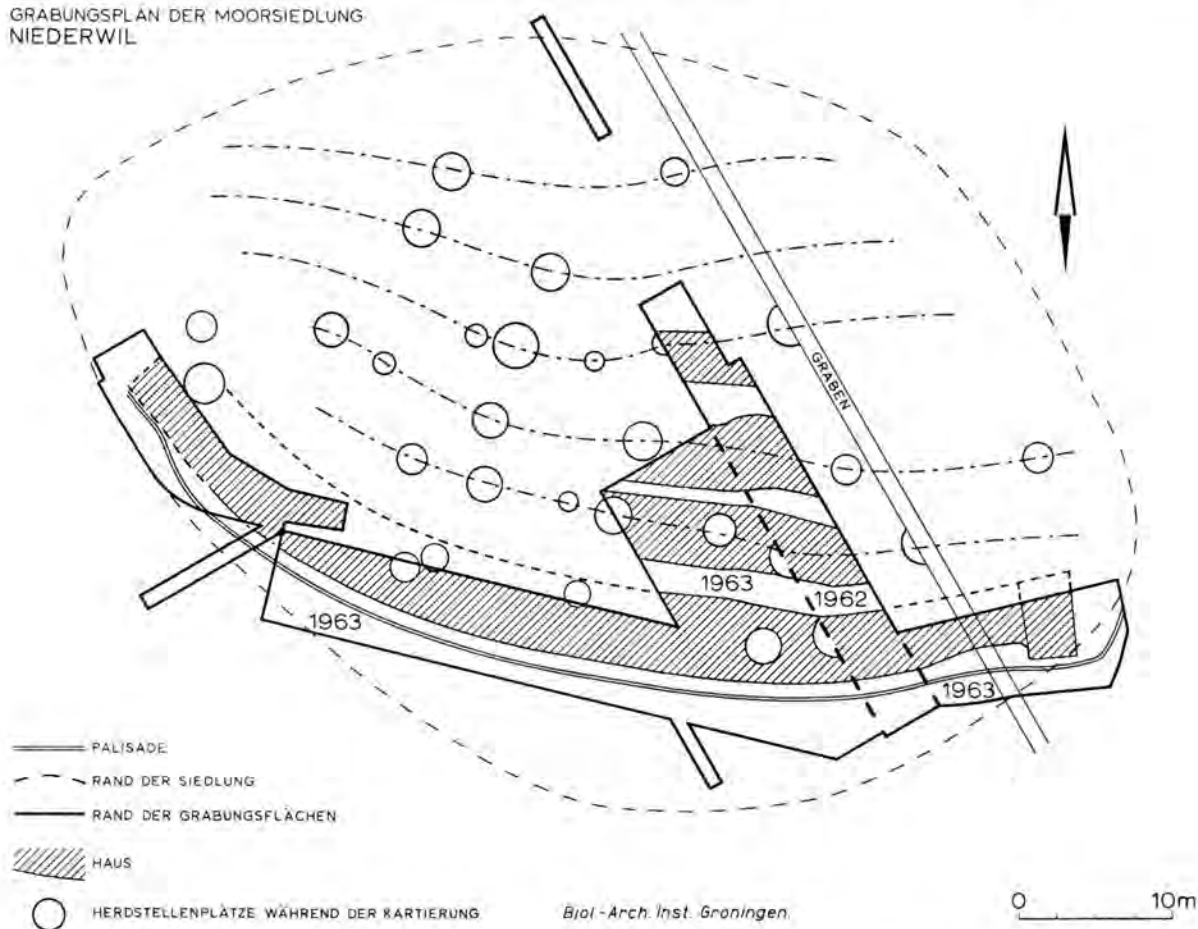 GRABUNGSPLAN DER MOORSIEDLUNG
NIEDERWIL
GRABEN
1963
1962
1963
1963
PALISADE
RAND DER SIEDLUNG
RAND DER GRABUNGSFLÄCHEN
HAUS
HERDSTELLENPLÄTZE WÄHREND DER KARTIERUNG
Biol.-Arch. Inst. Groningen.
0 10m